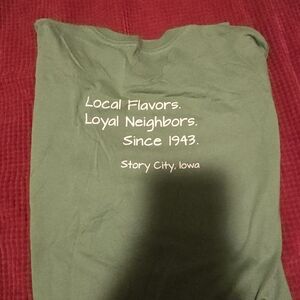 Local Flavors.
Loyal Neighbors.
Since 1943.
Story City, Iowa